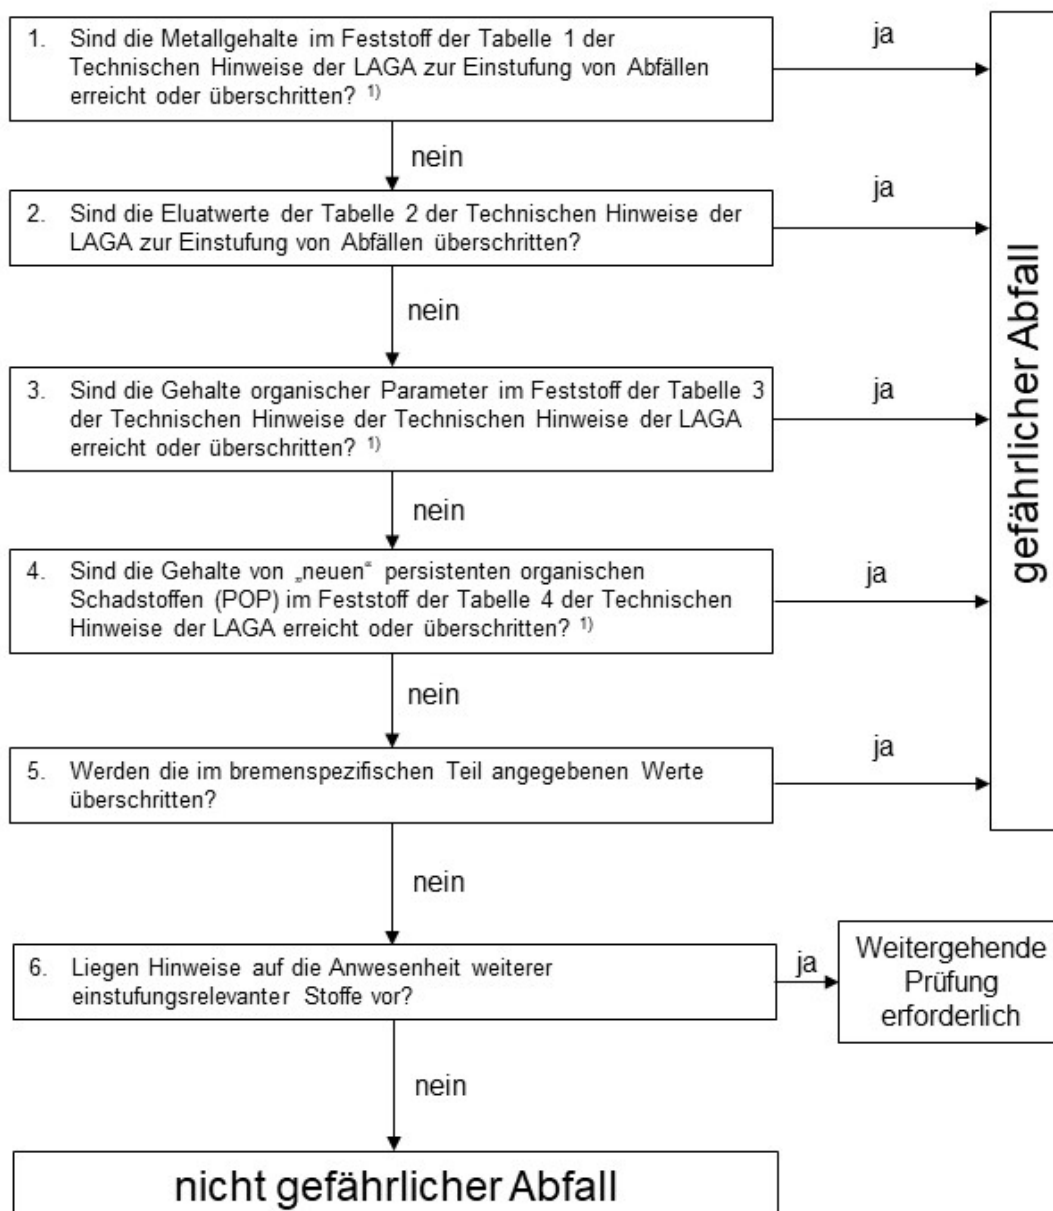 1. Sind die Metallgehalte im Feststoff der Tabelle 1 der
Technischen Hinweise der LAGA zur Einstufung von Abfällen
erreicht oder überschritten? 1)
ja
nein
2. Sind die Eluatwerte der Tabelle 2 der Technischen Hinweise der
LAGA zur Einstufung von Abfällen überschritten?
ja
nein
3. Sind die Gehalte organischer Parameter im Feststoff der Tabelle 3
der Technischen Hinweise der Technischen Hinweise der LAGA
erreicht oder überschritten? 1)
ja
nein
4. Sind die Gehalte von „neuen“ persistenten organischen
Schadstoffen (POP) im Feststoff der Tabelle 4 der Technischen
Hinweise der LAGA erreicht oder überschritten? 1)
ja
nein
5. Werden die im bremenspezifischen Teil angegebenen Werte
überschritten?
ja
gefährlicher Abfall
nein
6. Liegen Hinweise auf die Anwesenheit weiterer
einstufungsrelevanter Stoffe vor?
ja
Weitergehende
Prüfung
erforderlich
nein
nicht gefährlicher Abfall